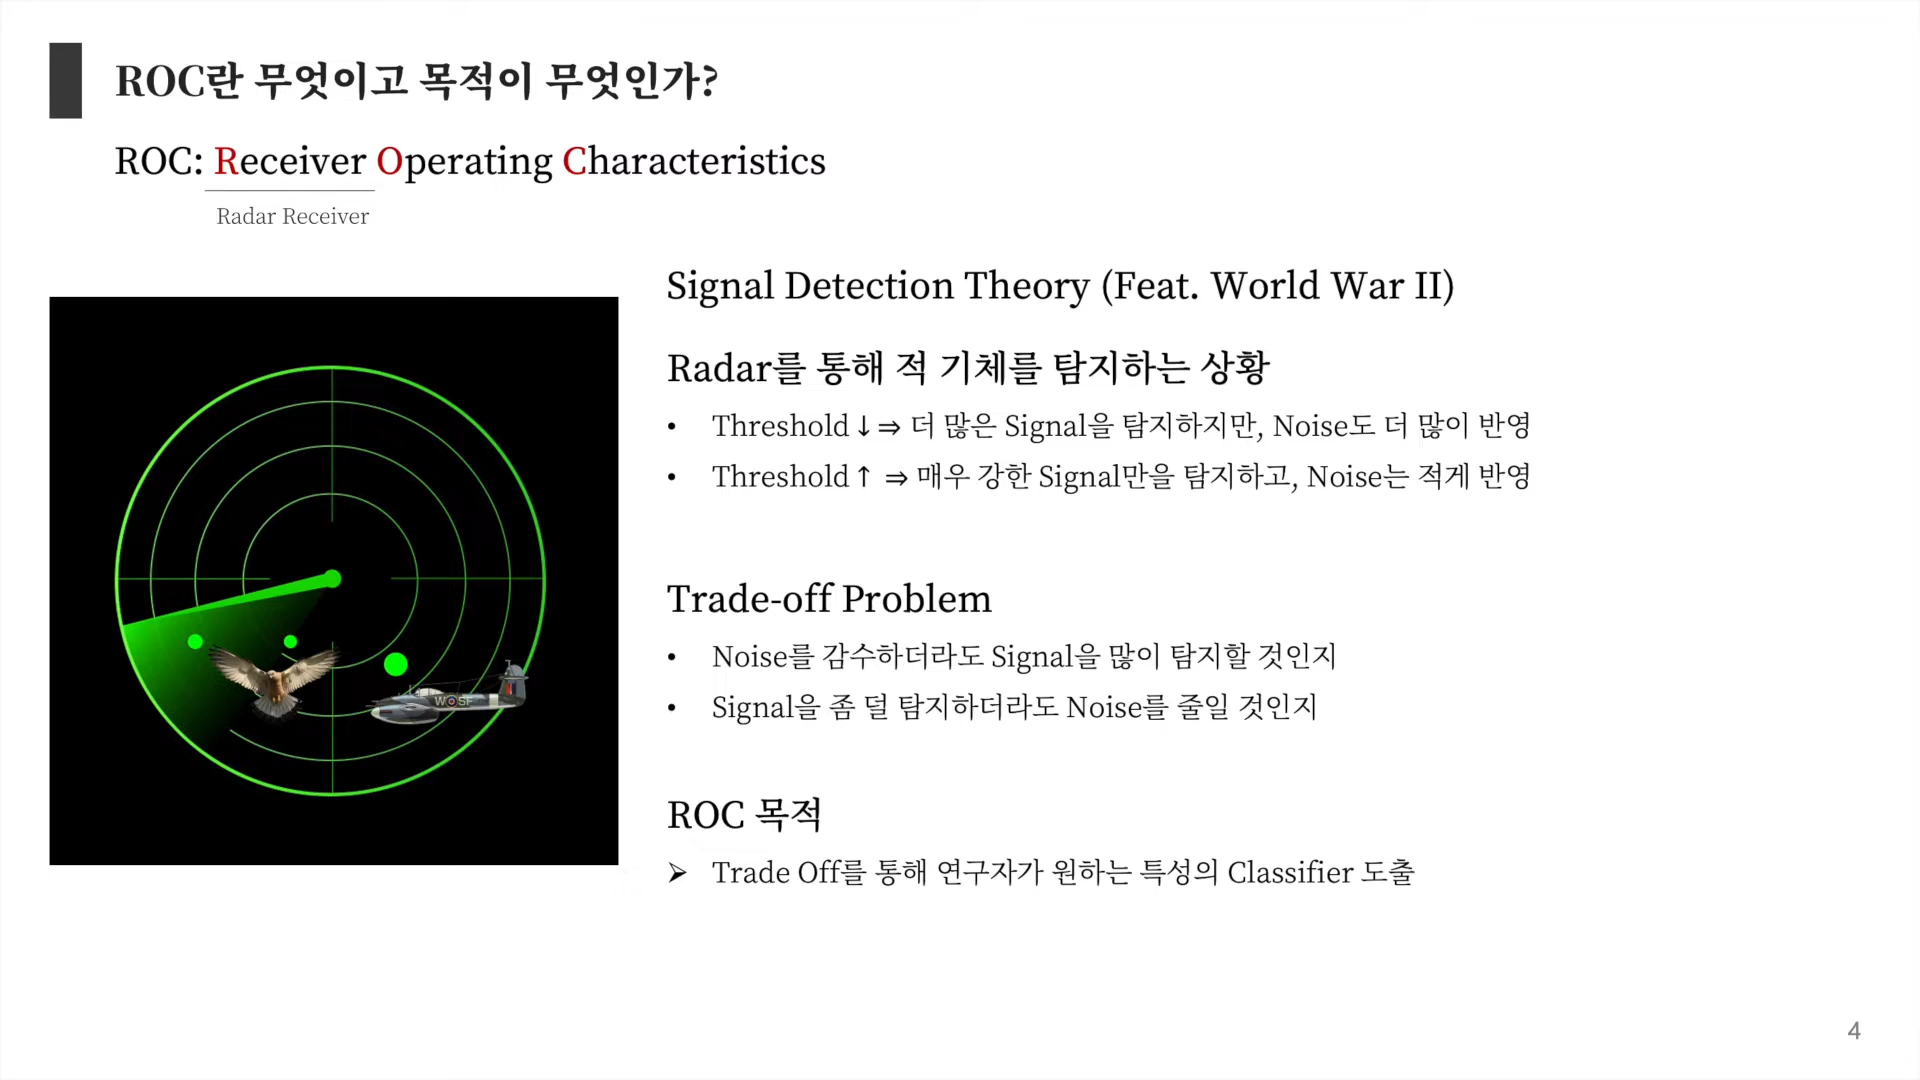 ROC란 무엇이고 목적이 무엇인가?
ROC: Receiver Operating Characteristics
Radar Receiver
Signal Detection Theory (Feat. World War II)
Radar를 통해 적 기체를 탐지하는 상황
• Threshold↓⇒ 더 많은 Signal을 탐지하지만, Noise도 더 많이 반영
• Threshold↑ ⇒ 매우 강한 Signal만을 탐지하고, Noise는 적게 반영
Trade-off Problem
• Noise를 감수하더라도 Signal을 많이 탐지할 것인지
• Signal을 좀 덜 탐지하더라도 Noise를 줄일 것인지
ROC 목적
➢ Trade Off를 통해 연구자가 원하는 특성의 Classifier 도출
4